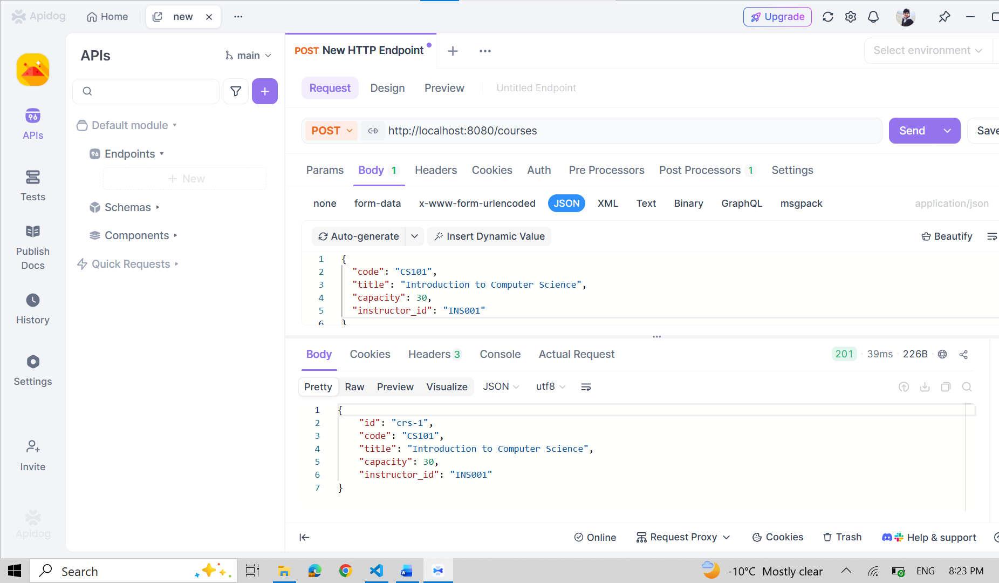 Apidog
Home
new
Upgrade
APIs
Tests
Publish
Docs
History
Settings
Invite
Apidog
APIs
main
Default module
Endpoints
New
Schemas
Components
Quick Requests
POST New HTTP Endpoint
Select environment
Request Design Preview Untitled Endpoint
POST http://localhost:8080/courses Send Save
Params Body 1 Headers Cookies Auth Pre Processors Post Processors 1 Settings
none form-data x-www-form-urlencoded JSON XML Text Binary GraphQL msgpack application/json
Auto-generate Insert Dynamic Value Beautify
1 {
2 "code": "CS101",
3 "title": "Introduction to Computer Science",
4 "capacity": 30,
5 "instructor_id": "INS001"
6 }
Body Cookies Headers 3 Console Actual Request 201 · 39ms · 226B
Pretty Raw Preview Visualize JSON utf8
1 {
2 "id": "crs-1",
3 "code": "CS101",
4 "title": "Introduction to Computer Science",
5 "capacity": 30,
6 "instructor_id": "INS001"
7 }
Online Request Proxy Cookies Trash Help & support
Search -10°C Mostly clear ENG 8:23 PM